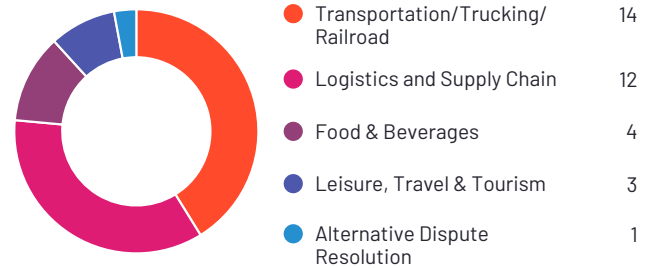 Transportation/Trucking/ 14
Railroad
Logistics and Supply Chain 12
Food & Beverages 4
Leisure, Travel & Tourism 3
Alternative Dispute 1
Resolution